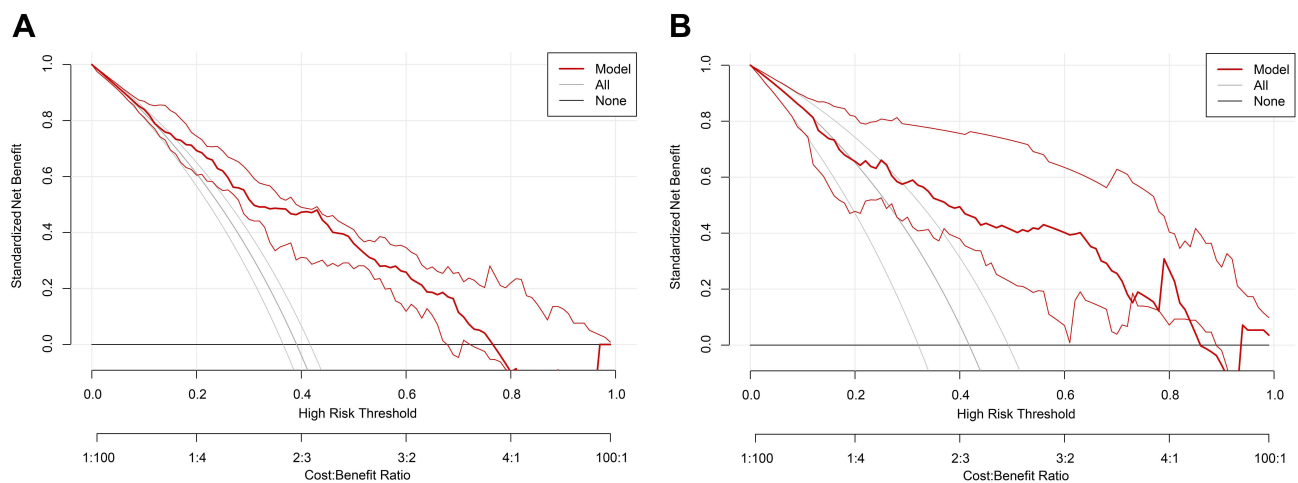 A
Model
All
None
Standardized Net Benefit
1.0
0.8
0.6
0.4
0.2
0.0
0.0 0.2 0.4 0.6 0.8 1.0
High Risk Threshold
1:100 1:4 2:3 3:2 4:1 100:1
Cost:Benefit Ratio
B
Model
All
None
Standardized Net Benefit
1.0
0.8
0.6
0.4
0.2
0.0
0.0 0.2 0.4 0.6 0.8 1.0
High Risk Threshold
1:100 1:4 2:3 3:2 4:1 100:1
Cost:Benefit Ratio